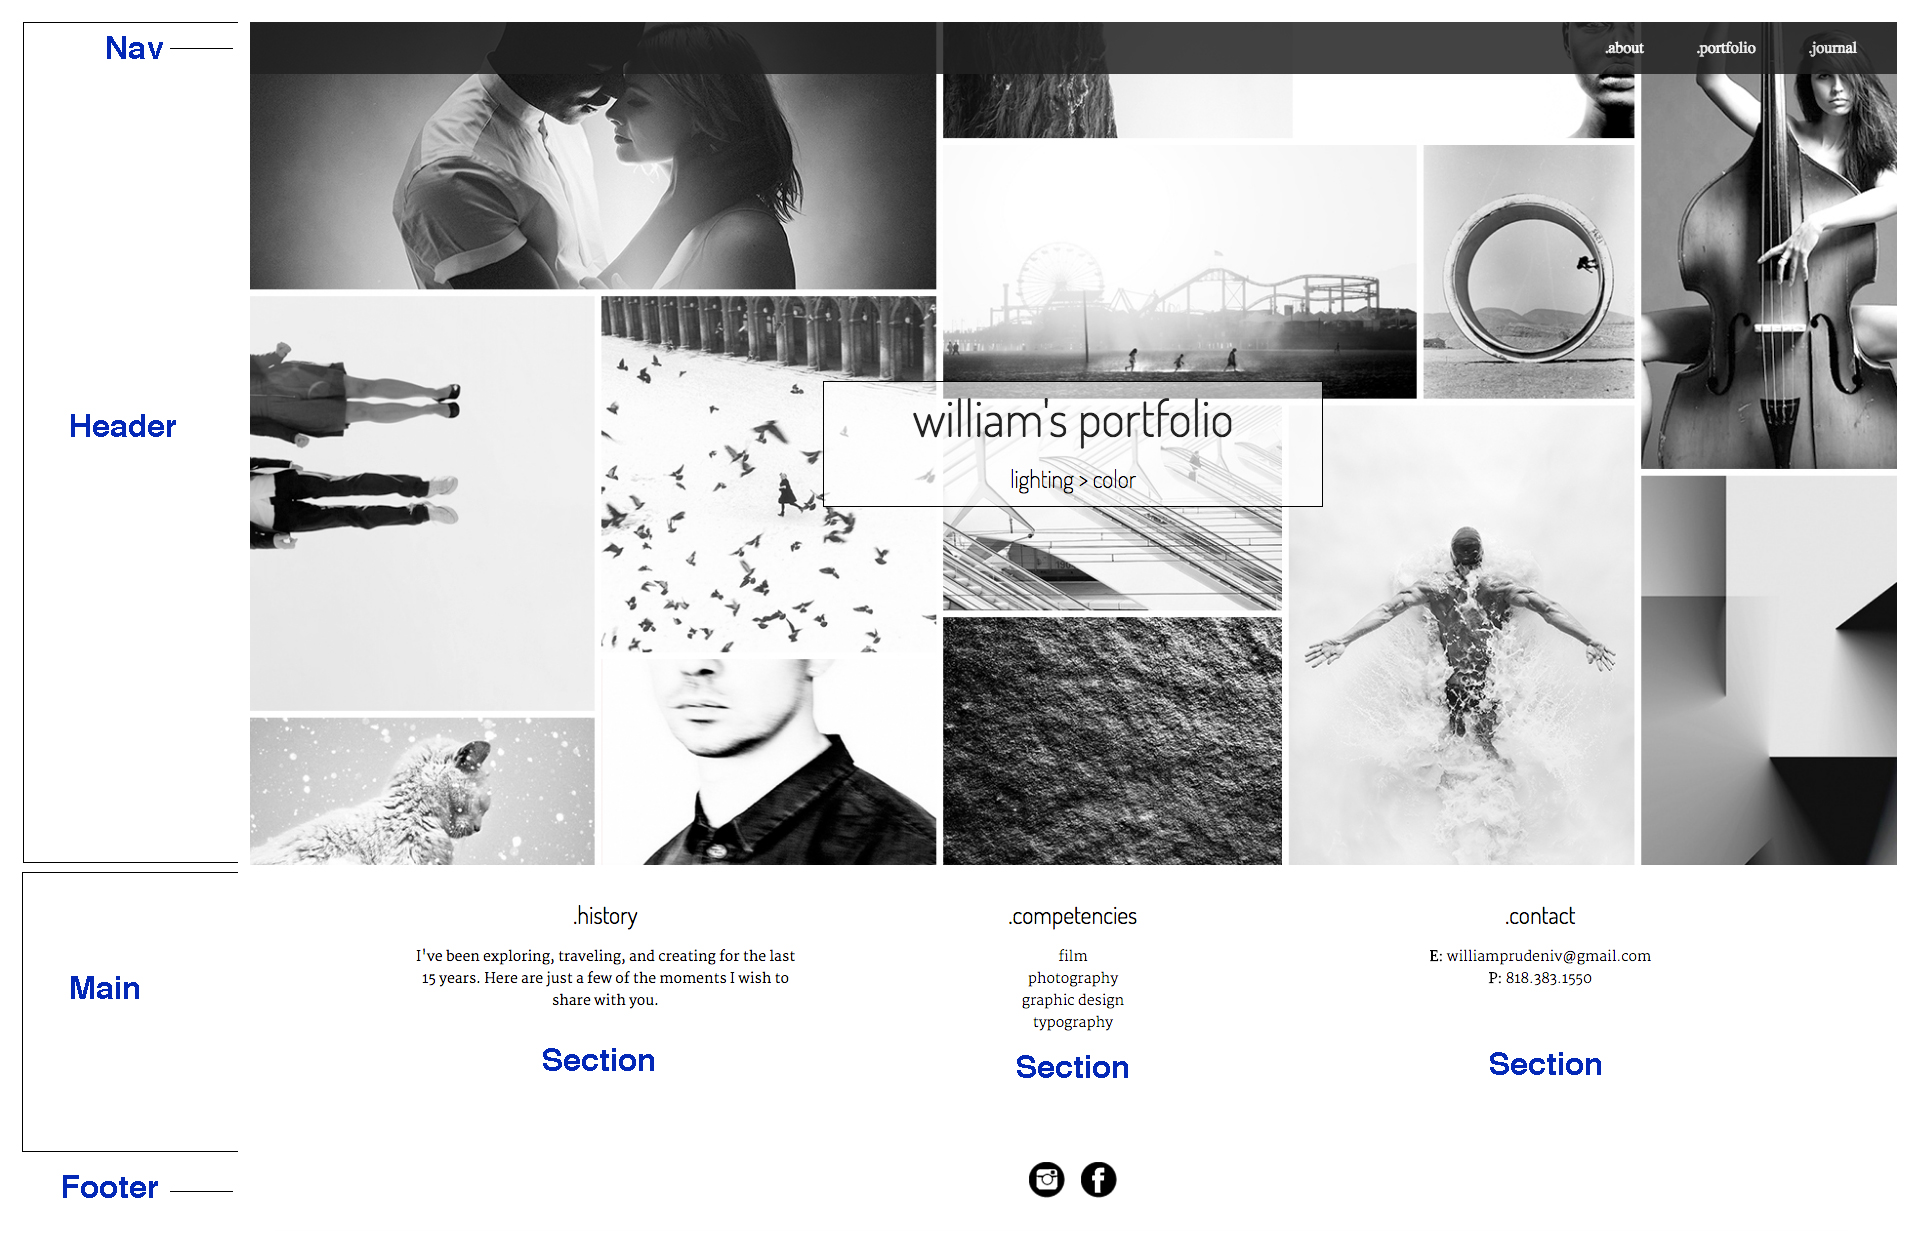 Nav
.about
.portfolio
.journal
Header
william's portfolio
lighting > color
Main
.history
I've been exploring, traveling, and creating for the last
15 years. Here are just a few of the moments I wish to
share with you.
Section
.competencies
film
photography
graphic design
typography
Section
.contact
E: williamprudeniv@gmail.com
P: 818.383.1550
Section
Footer